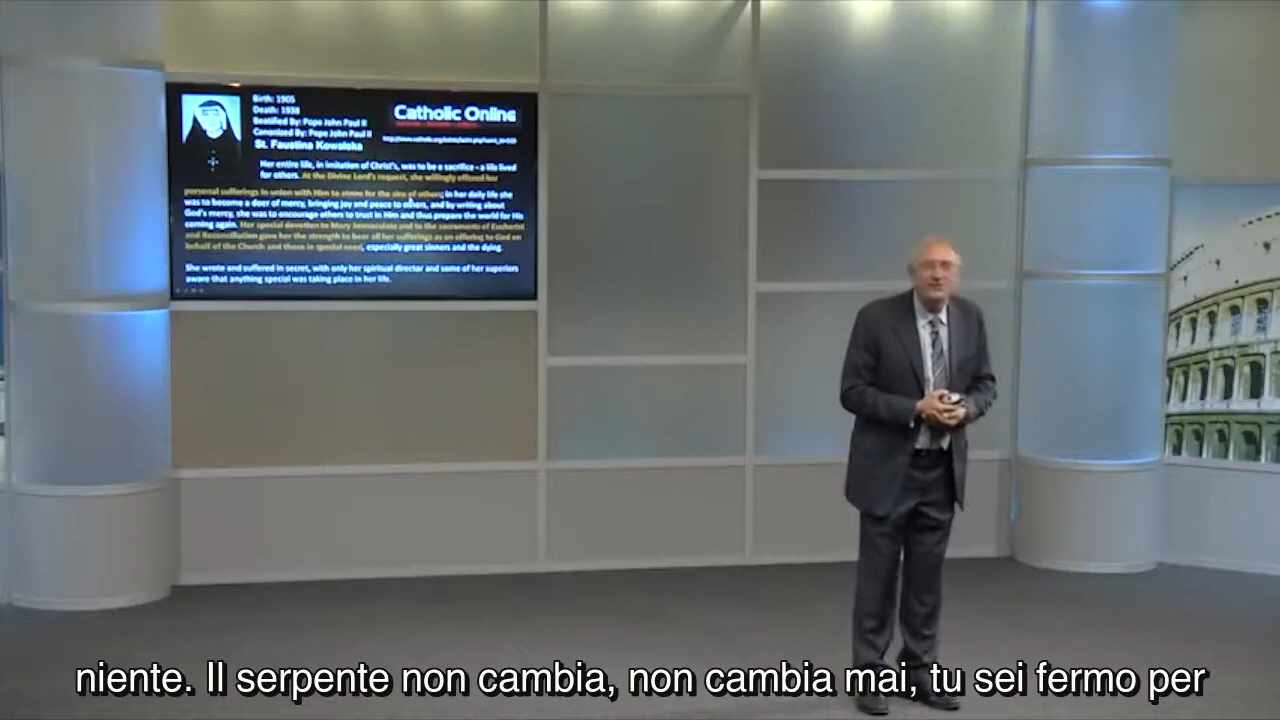 Birth: 1905
Death: 1938
Beatified By: Pope John Paul II
Canonized By: Pope John Paul II
St. Faustina Kowalska
Catholic Online
Her entire life, in imitation of Christ's, was to be a sacrifice - a life lived
for others. At the Divine Lord's request, she willingly offered her
personal sufferings in union with Him to atone for the sins of others; in her daily life she
was to become a doer of mercy, bringing joy and peace to others, and by writing about
God's mercy, she was to encourage others to trust in Him and thus prepare the world for His
coming again. Her special devotion to Mary Immaculate and to the sacraments of Eucharist
and Reconciliation gave her the strength to bear all her sufferings as an offering to God on
behalf of the Church and those in special need, especially great sinners and the dying.
She wrote and suffered in secret, with only her spiritual director and some of her superiors
aware that anything special was taking place in her life.
niente. Il serpente non cambia, non cambia mai, tu sei fermo per